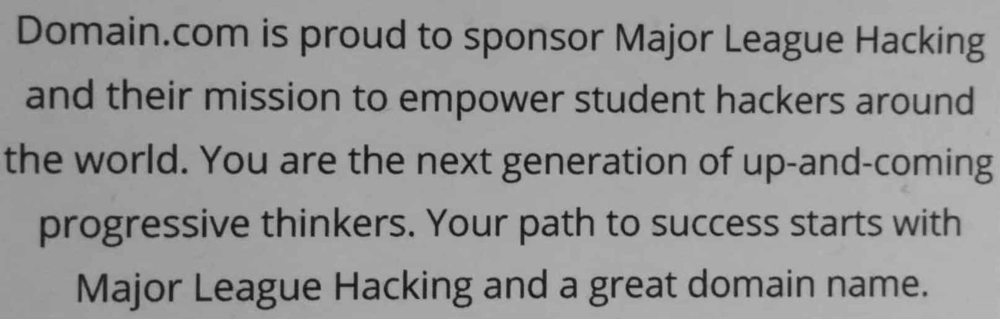 Domain.com is proud to sponsor Major League Hacking
and their mission to empower student hackers around
the world. You are the next generation of up-and-coming
progressive thinkers. Your path to success starts with
Major League Hacking and a great domain name.